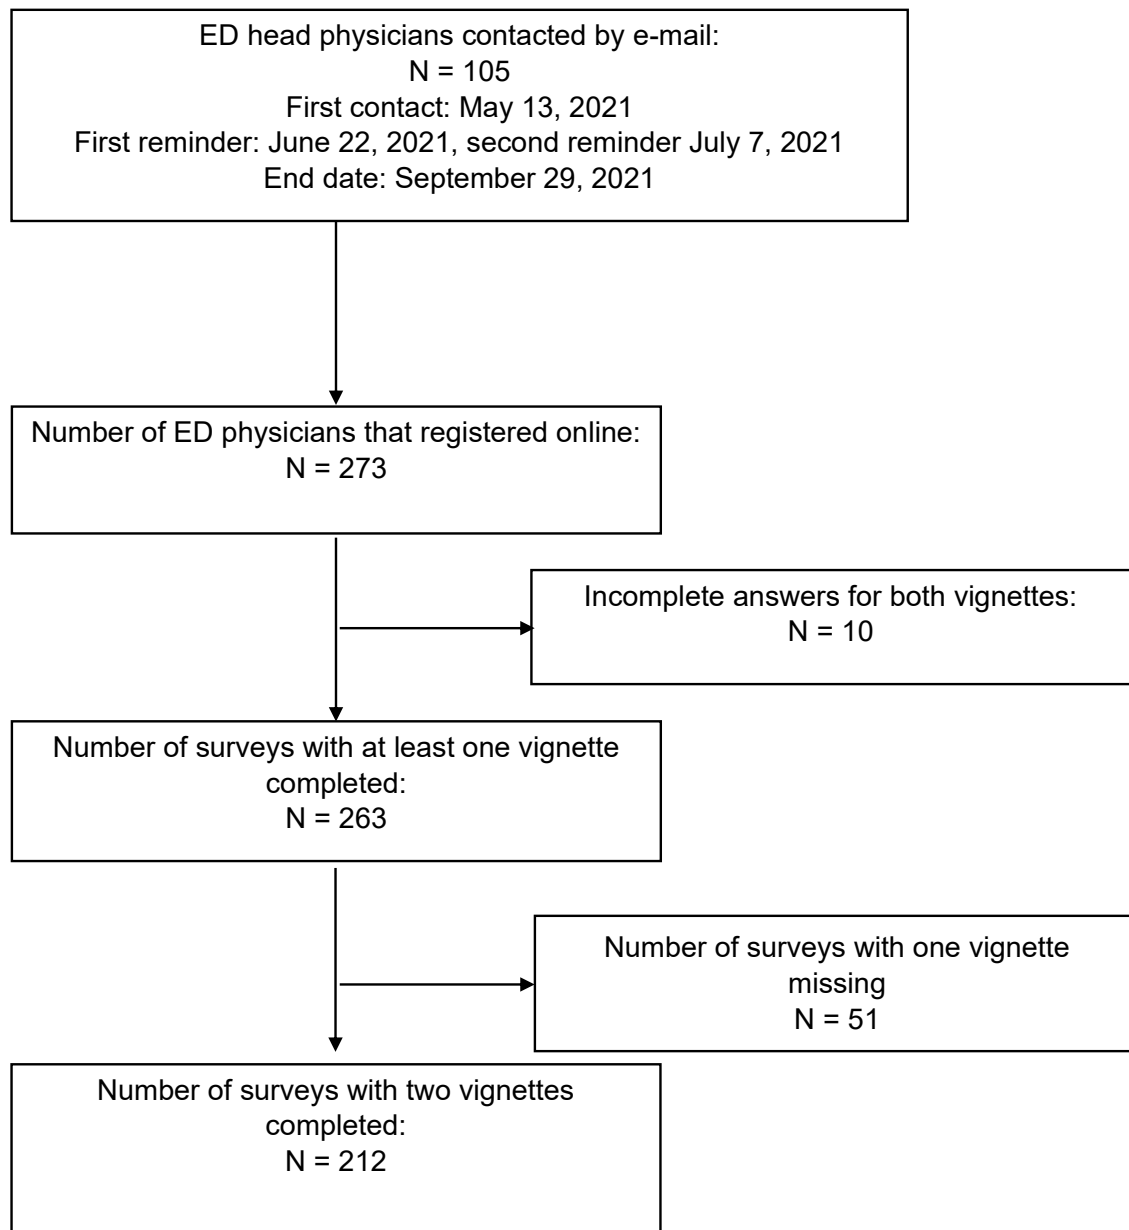 ED head physicians contacted by e-mail:
N = 105
First contact: May 13, 2021
First reminder: June 22, 2021, second reminder July 7, 2021
End date: September 29, 2021
Number of ED physicians that registered online:
N = 273
Incomplete answers for both vignettes:
N = 10
Number of surveys with at least one vignette
completed:
N = 263
Number of surveys with one vignette
missing
N = 51
Number of surveys with two vignettes
completed:
N = 212